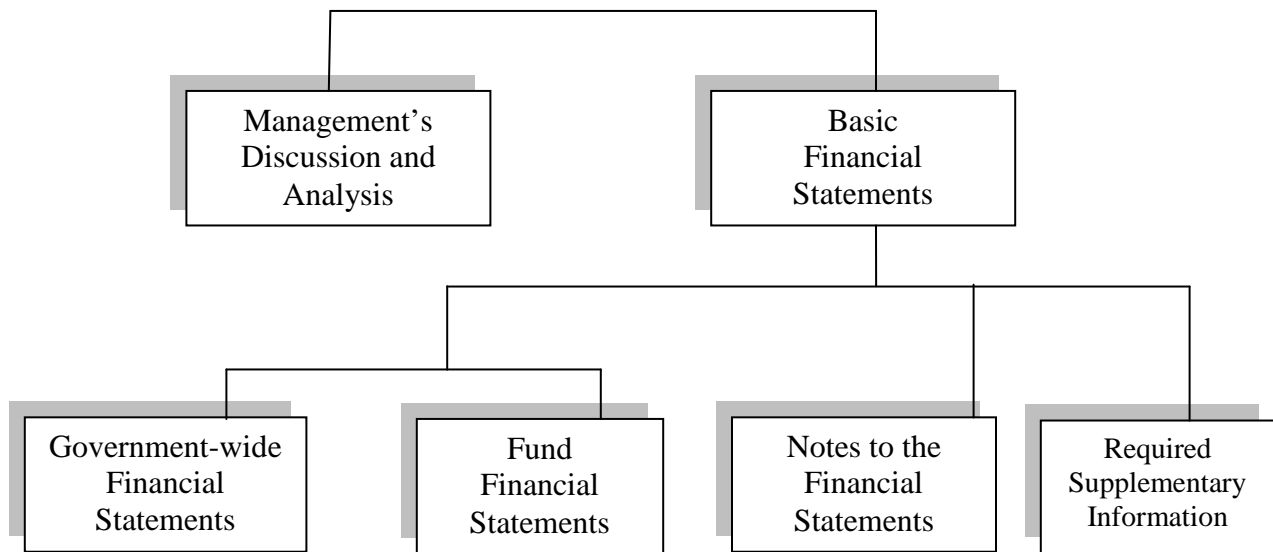 Management’s
Discussion and
Analysis
Basic
Financial
Statements
Government-wide
Financial
Statements
Fund
Financial
Statements
Notes to the
Financial
Statements
Required
Supplementary
Information